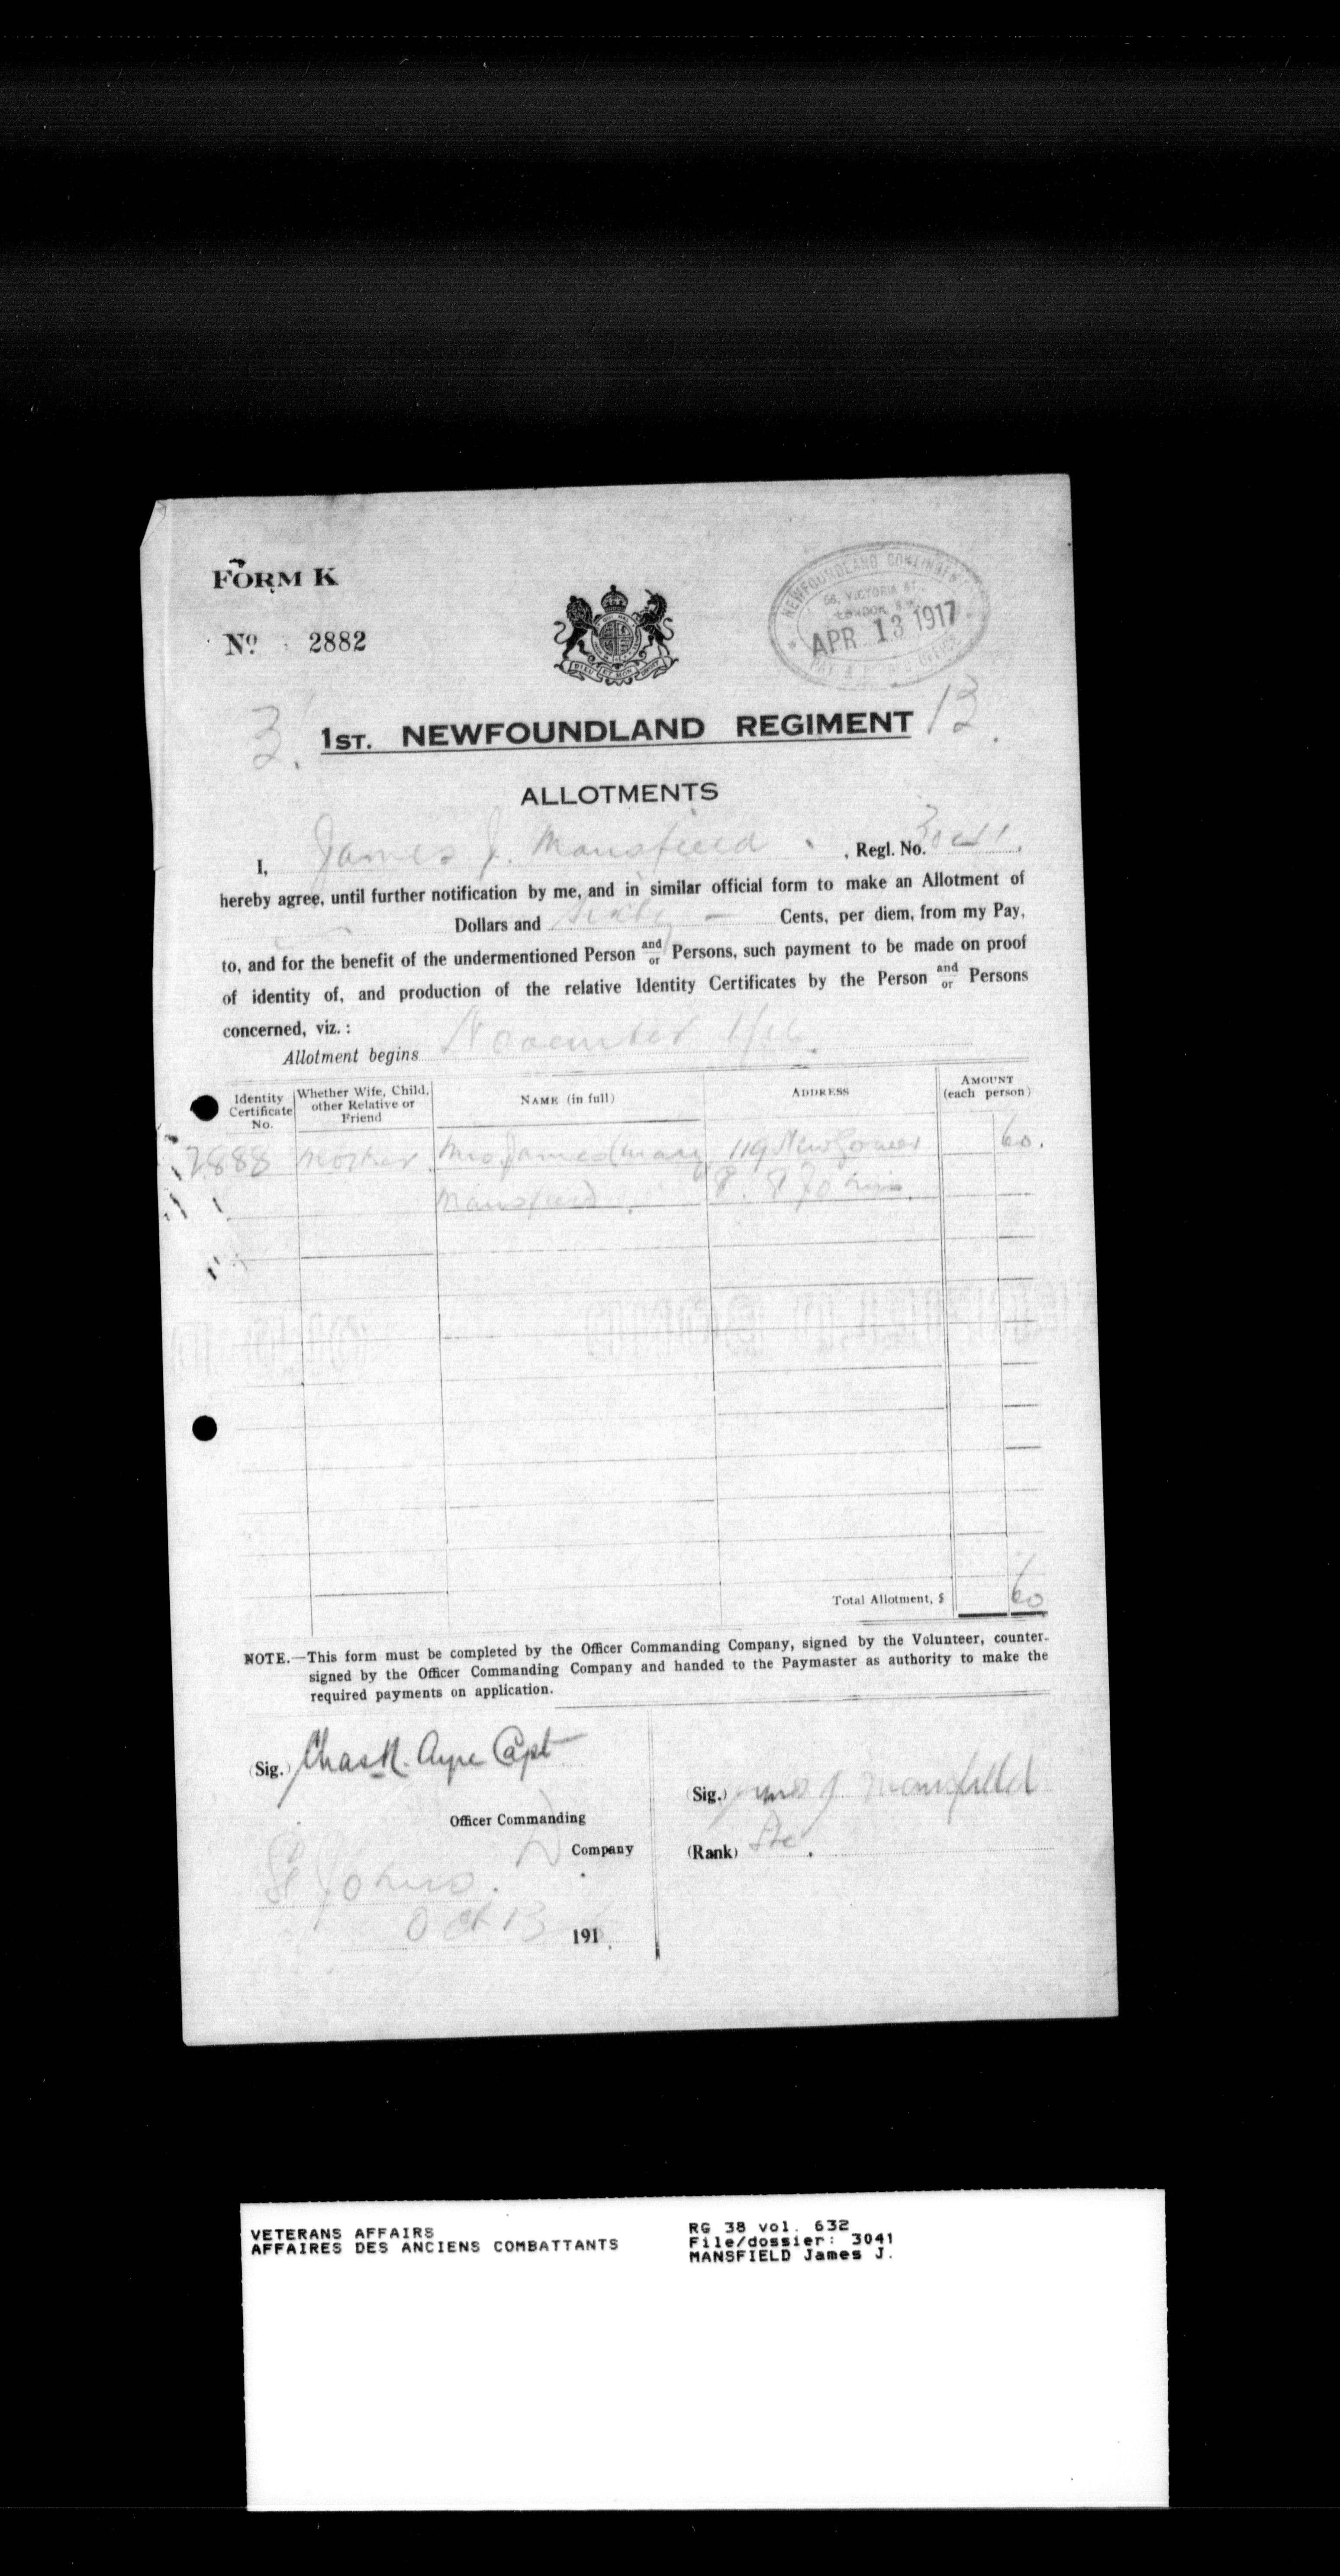 FORM K
NEWFOUNDLAND CONTINGENT
58, VICTORIA ST.
LONDON, S.W.
APR 13 1917
PAY & RECORD OFFICE
No. 2882
3. 13.
1ST. NEWFOUNDLAND REGIMENT
ALLOTMENTS
I, James J. Mansfield, Regl. No. 3041.
hereby agree, until further notification by me, and in similar official form to make an Allotment of
Dollars and Sixty — Cents, per diem, from my Pay,
to, and for the benefit of the undermentioned Person and/or Persons, such payment to be made on proof
of identity of, and production of the relative Identity Certificates by the Person and/or Persons
concerned, viz. :
Allotment begins November 1/16.
Identity Certificate No. Whether Wife, Child, other Relative or Friend NAME (in full) ADDRESS AMOUNT (each person)
2888 Mother Mrs. James (Mary 119 New Gower 60.
Mansfield. St. St Johns.
Total Allotment, $ 60
NOTE.—This form must be completed by the Officer Commanding Company, signed by the Volunteer, counter-
signed by the Officer Commanding Company and handed to the Paymaster as authority to make the
required payments on application.
(Sig.) Chas R. Ayre Capt
Officer Commanding
D Company
St Johns.
Oct 13 191
(Sig.) James J Mansfield
(Rank) Pte.
VETERANS AFFAIRS
AFFAIRES DES ANCIENS COMBATTANTS
RG 38 vol. 632
File/dossier: 3041
MANSFIELD James J.